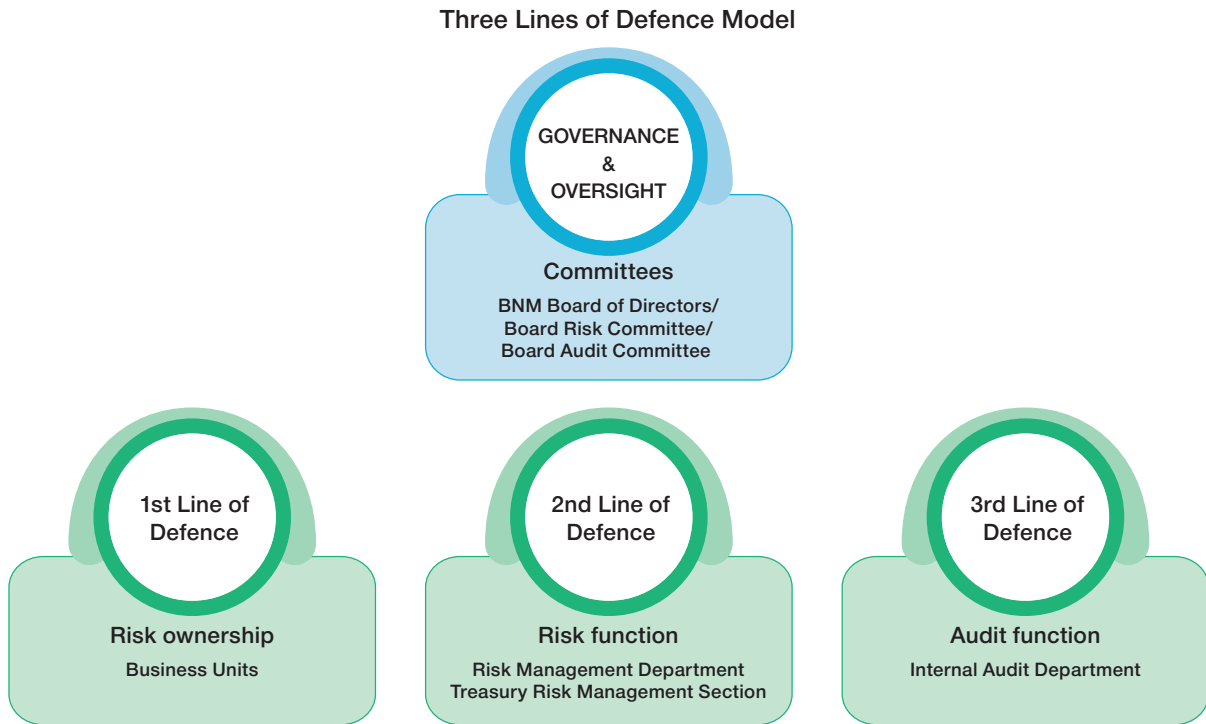 Three Lines of Defence Model
GOVERNANCE
&
OVERSIGHT
Committees
BNM Board of Directors/
Board Risk Committee/
Board Audit Committee
1st Line of
Defence
Risk ownership
Business Units
2nd Line of
Defence
Risk function
Risk Management Department
Treasury Risk Management Section
3rd Line of
Defence
Audit function
Internal Audit Department